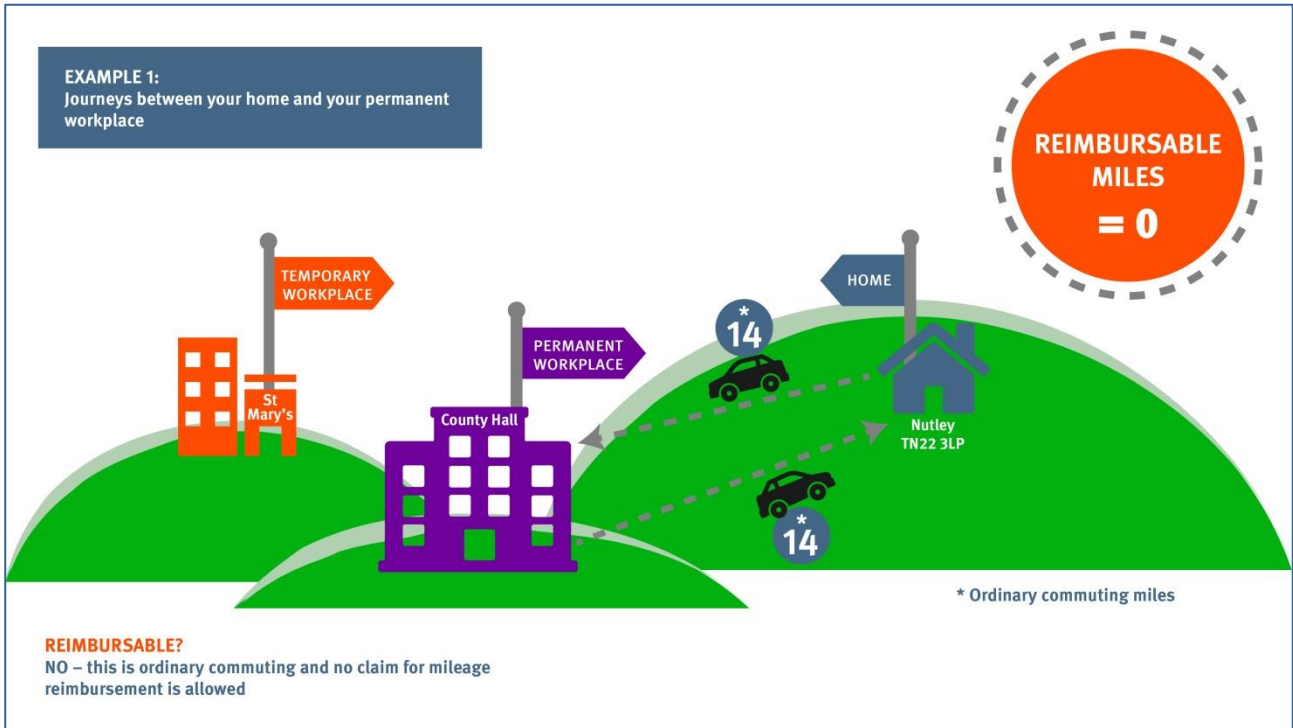 EXAMPLE 1:
Journeys between your home and your permanent
workplace
REIMBURSABLE
MILES
= 0
TEMPORARY
WORKPLACE
HOME
*
14
PERMANENT
WORKPLACE
St
Mary's
County Hall
Nutley
TN22 3LP
*
14
* Ordinary commuting miles
REIMBURSABLE?
NO – this is ordinary commuting and no claim for mileage
reimbursement is allowed